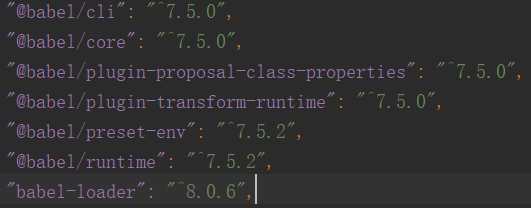 "@babel/cli": "^7.5.0",
"@babel/core": "^7.5.0",
"@babel/plugin-proposal-class-properties": "^7.5.0",
"@babel/plugin-transform-runtime": "^7.5.0",
"@babel/preset-env": "^7.5.2",
"@babel/runtime": "^7.5.2",
"babel-loader": "^8.0.6",